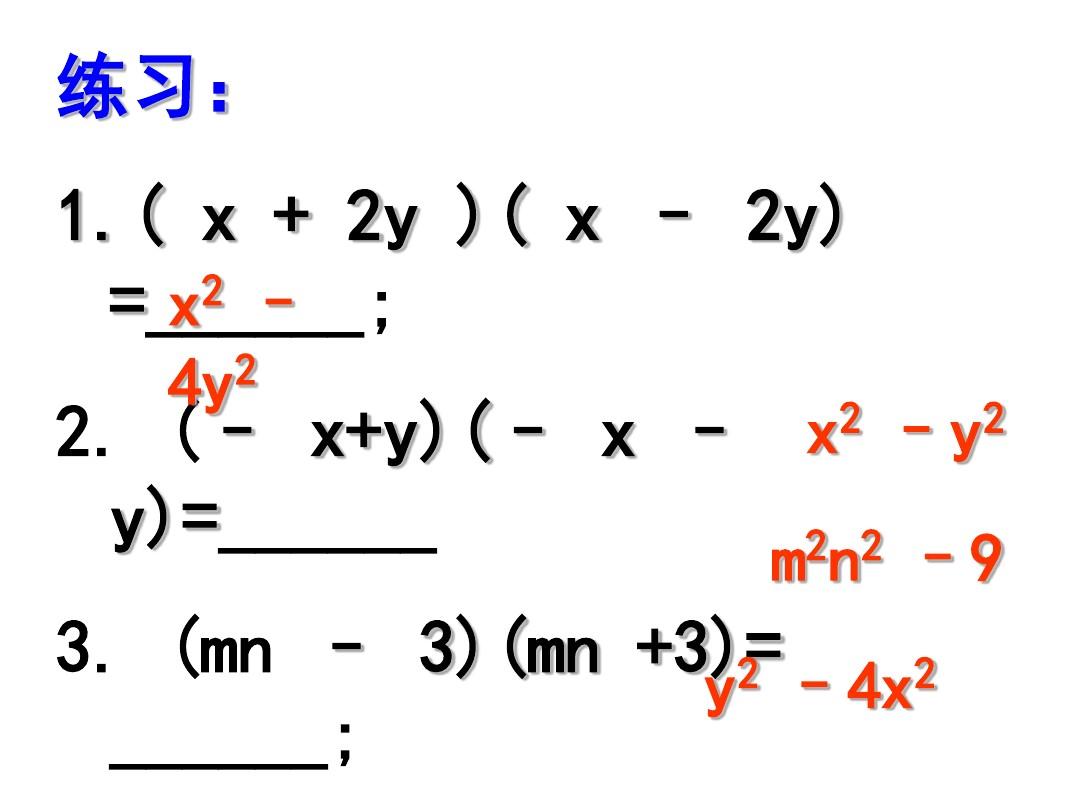 练习:
1.( x + 2y )( x - 2y)
=______;
x² -
4y²
2. (- x+y)(- x -
y)=______
x² - y²
m²n² - 9
3. (mn - 3)(mn +3)=
______;
y² - 4x²